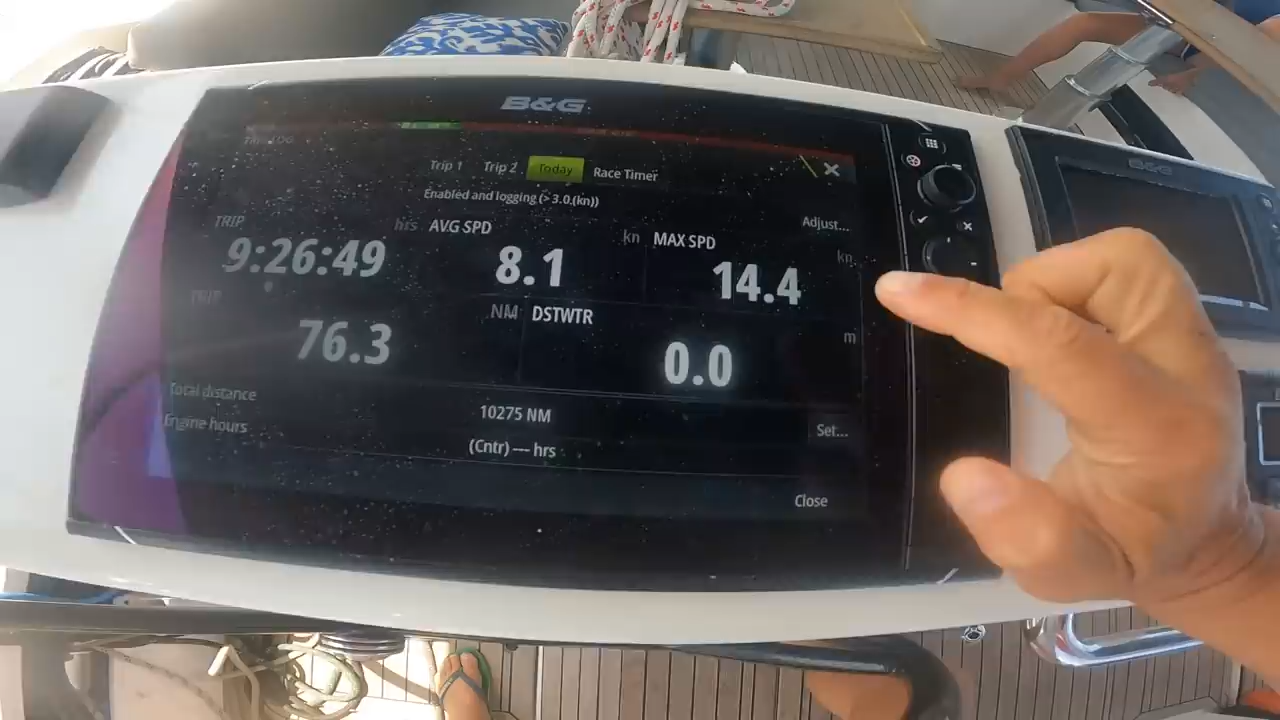 B&G
Trip 1 Trip 2 Today Race Timer
Enabled and logging (> 3.0 (kn))
Adjust...
TRIP hrs AVG SPD kn MAX SPD kn
9:26:49 8.1 14.4
TRIP NM DSTWTR m
76.3 0.0
Total distance 10275 NM Set...
Engine hours (Cntr) --- hrs
Close
B&G